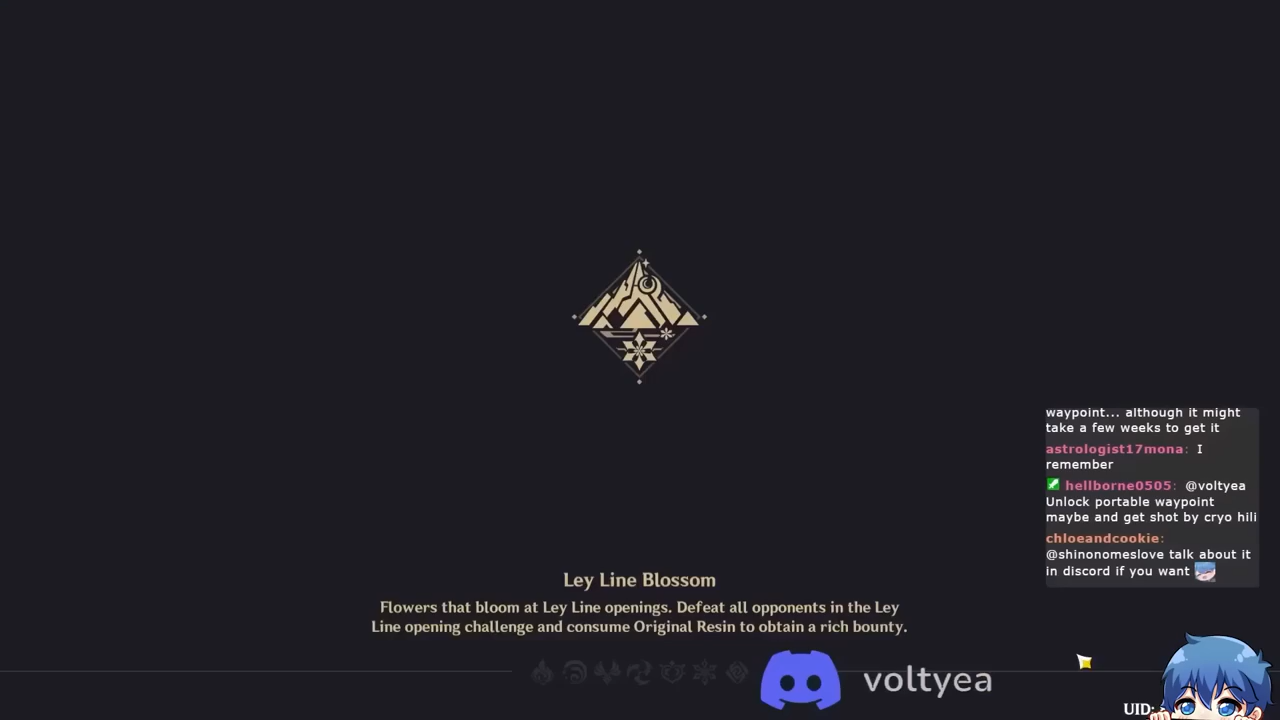 waypoint... although it might
take a few weeks to get it
astrologist17mona: I
remember
hellborne0505: @voltyea
Unlock portable waypoint
maybe and get shot by cryo hili
chloeandcookie:
@shinonomeslove talk about it
in discord if you want
Ley Line Blossom
Flowers that bloom at Ley Line openings. Defeat all opponents in the Ley
Line opening challenge and consume Original Resin to obtain a rich bounty.
voltyea
UID: